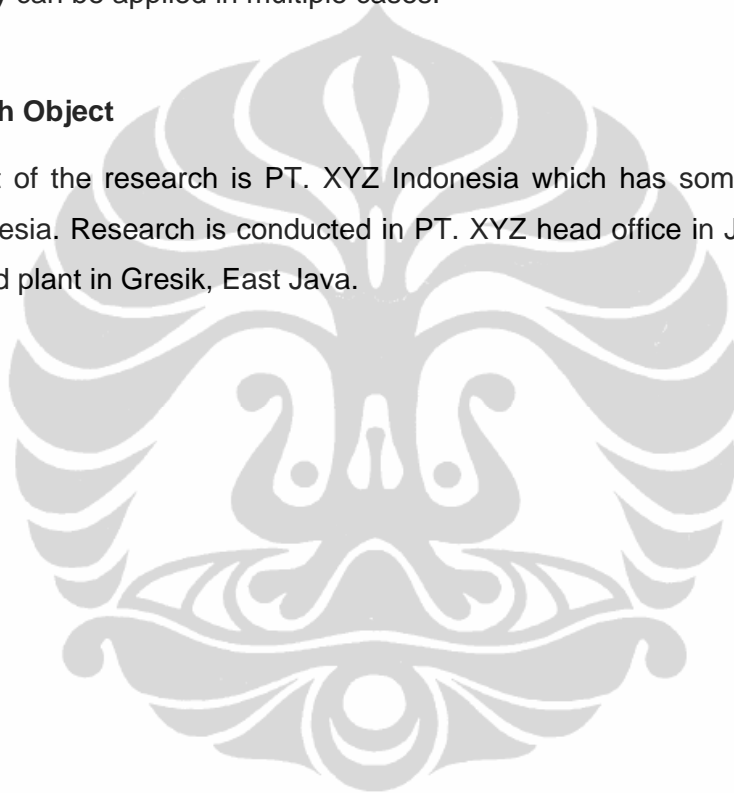 can be applied in multiple cases.
h Object
of the research is PT. XYZ Indonesia which has som
esia. Research is conducted in PT. XYZ head office in J
d plant in Gresik, East Java.